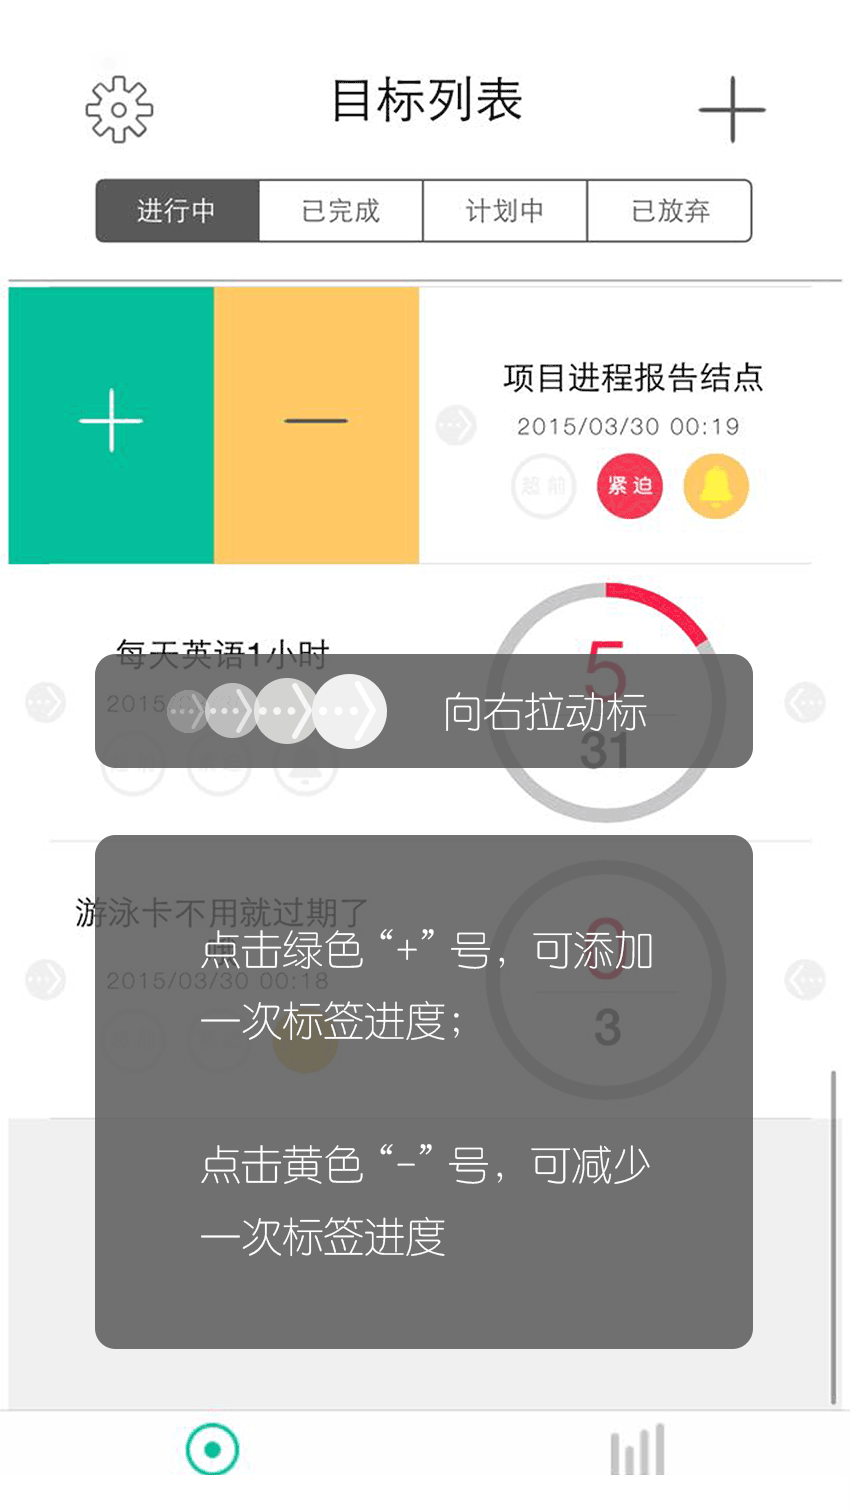 目标列表
进行中 已完成 计划中 已放弃
项目进程报告结点
2015/03/30 00:19
超前 紧迫
每天英语1小时
5
2015
向右拉动标
31
游泳卡不用就过期了
点击绿色“+”号，可添加
2015/03/30 00:18
一次标签进度；
3
点击黄色“-”号，可减少
一次标签进度